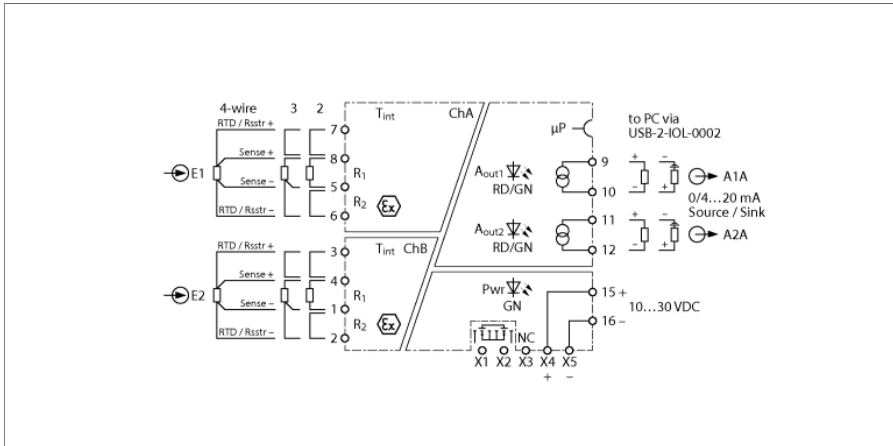 4-wire 3 2
RTD / Rsstr +
Sense +
Sense –
RTD / Rsstr –
E1
7
8
5
6
Tint ChA
R1
R2
Ex
RTD / Rsstr +
Sense +
Sense –
RTD / Rsstr –
E2
3
4
1
2
Tint ChB
R1
R2
Ex
µP
to PC via
USB-2-IOL-0002
Aout1
RD/GN
9
10
+ – – +
A1A
0/4…20 mA
Source / Sink
Aout2
RD/GN
11
12
+ – – +
A2A
Pwr
GN
15 +
10…30 VDC
16 –
NC
X1 X2 X3 X4 X5
+ –